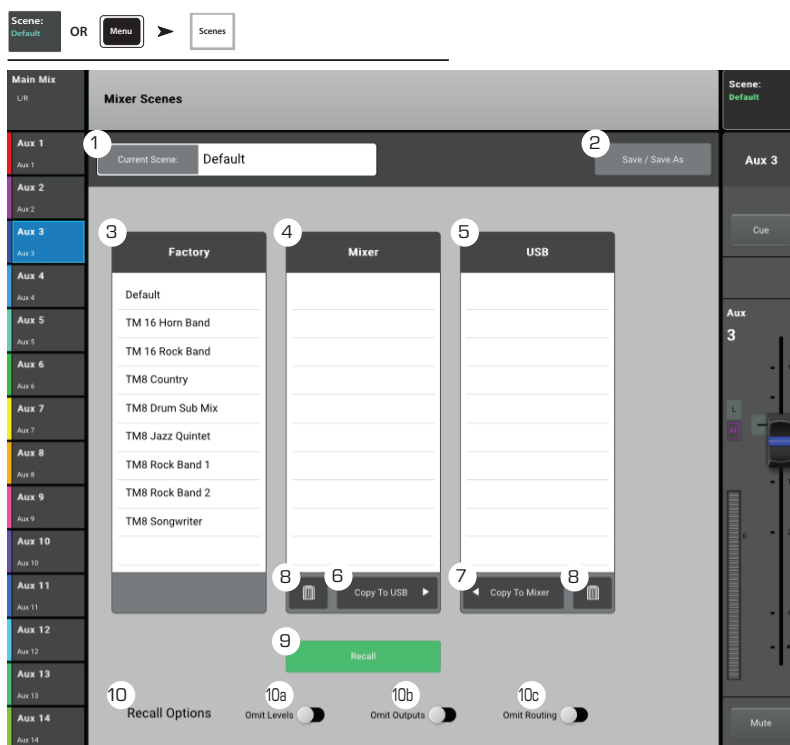 Scene:
Default
OR
Menu
Scenes
Main Mix
L/R
Mixer Scenes
Scene:
Default
1
Current Scene:
Default
2
Save / Save As
Aux 1
Aux 1
Aux 2
Aux 2
Aux 3
Aux 3
Aux 4
Aux 4
Aux 5
Aux 5
Aux 6
Aux 6
Aux 7
Aux 7
Aux 8
Aux 8
Aux 9
Aux 9
Aux 10
Aux 10
Aux 11
Aux 11
Aux 12
Aux 12
Aux 13
Aux 13
Aux 14
Aux 14
3
Factory
Default
TM 16 Horn Band
TM 16 Rock Band
TM8 Country
TM8 Drum Sub Mix
TM8 Jazz Quintet
TM8 Rock Band 1
TM8 Rock Band 2
TM8 Songwriter
4
Mixer
8
6
Copy To USB
5
USB
7
Copy To Mixer
8
9
Recall
10
Recall Options
10a
Omit Levels
10b
Omit Outputs
10c
Omit Routing
Aux 3
Cue
Aux
3
L
AF
0
Mute